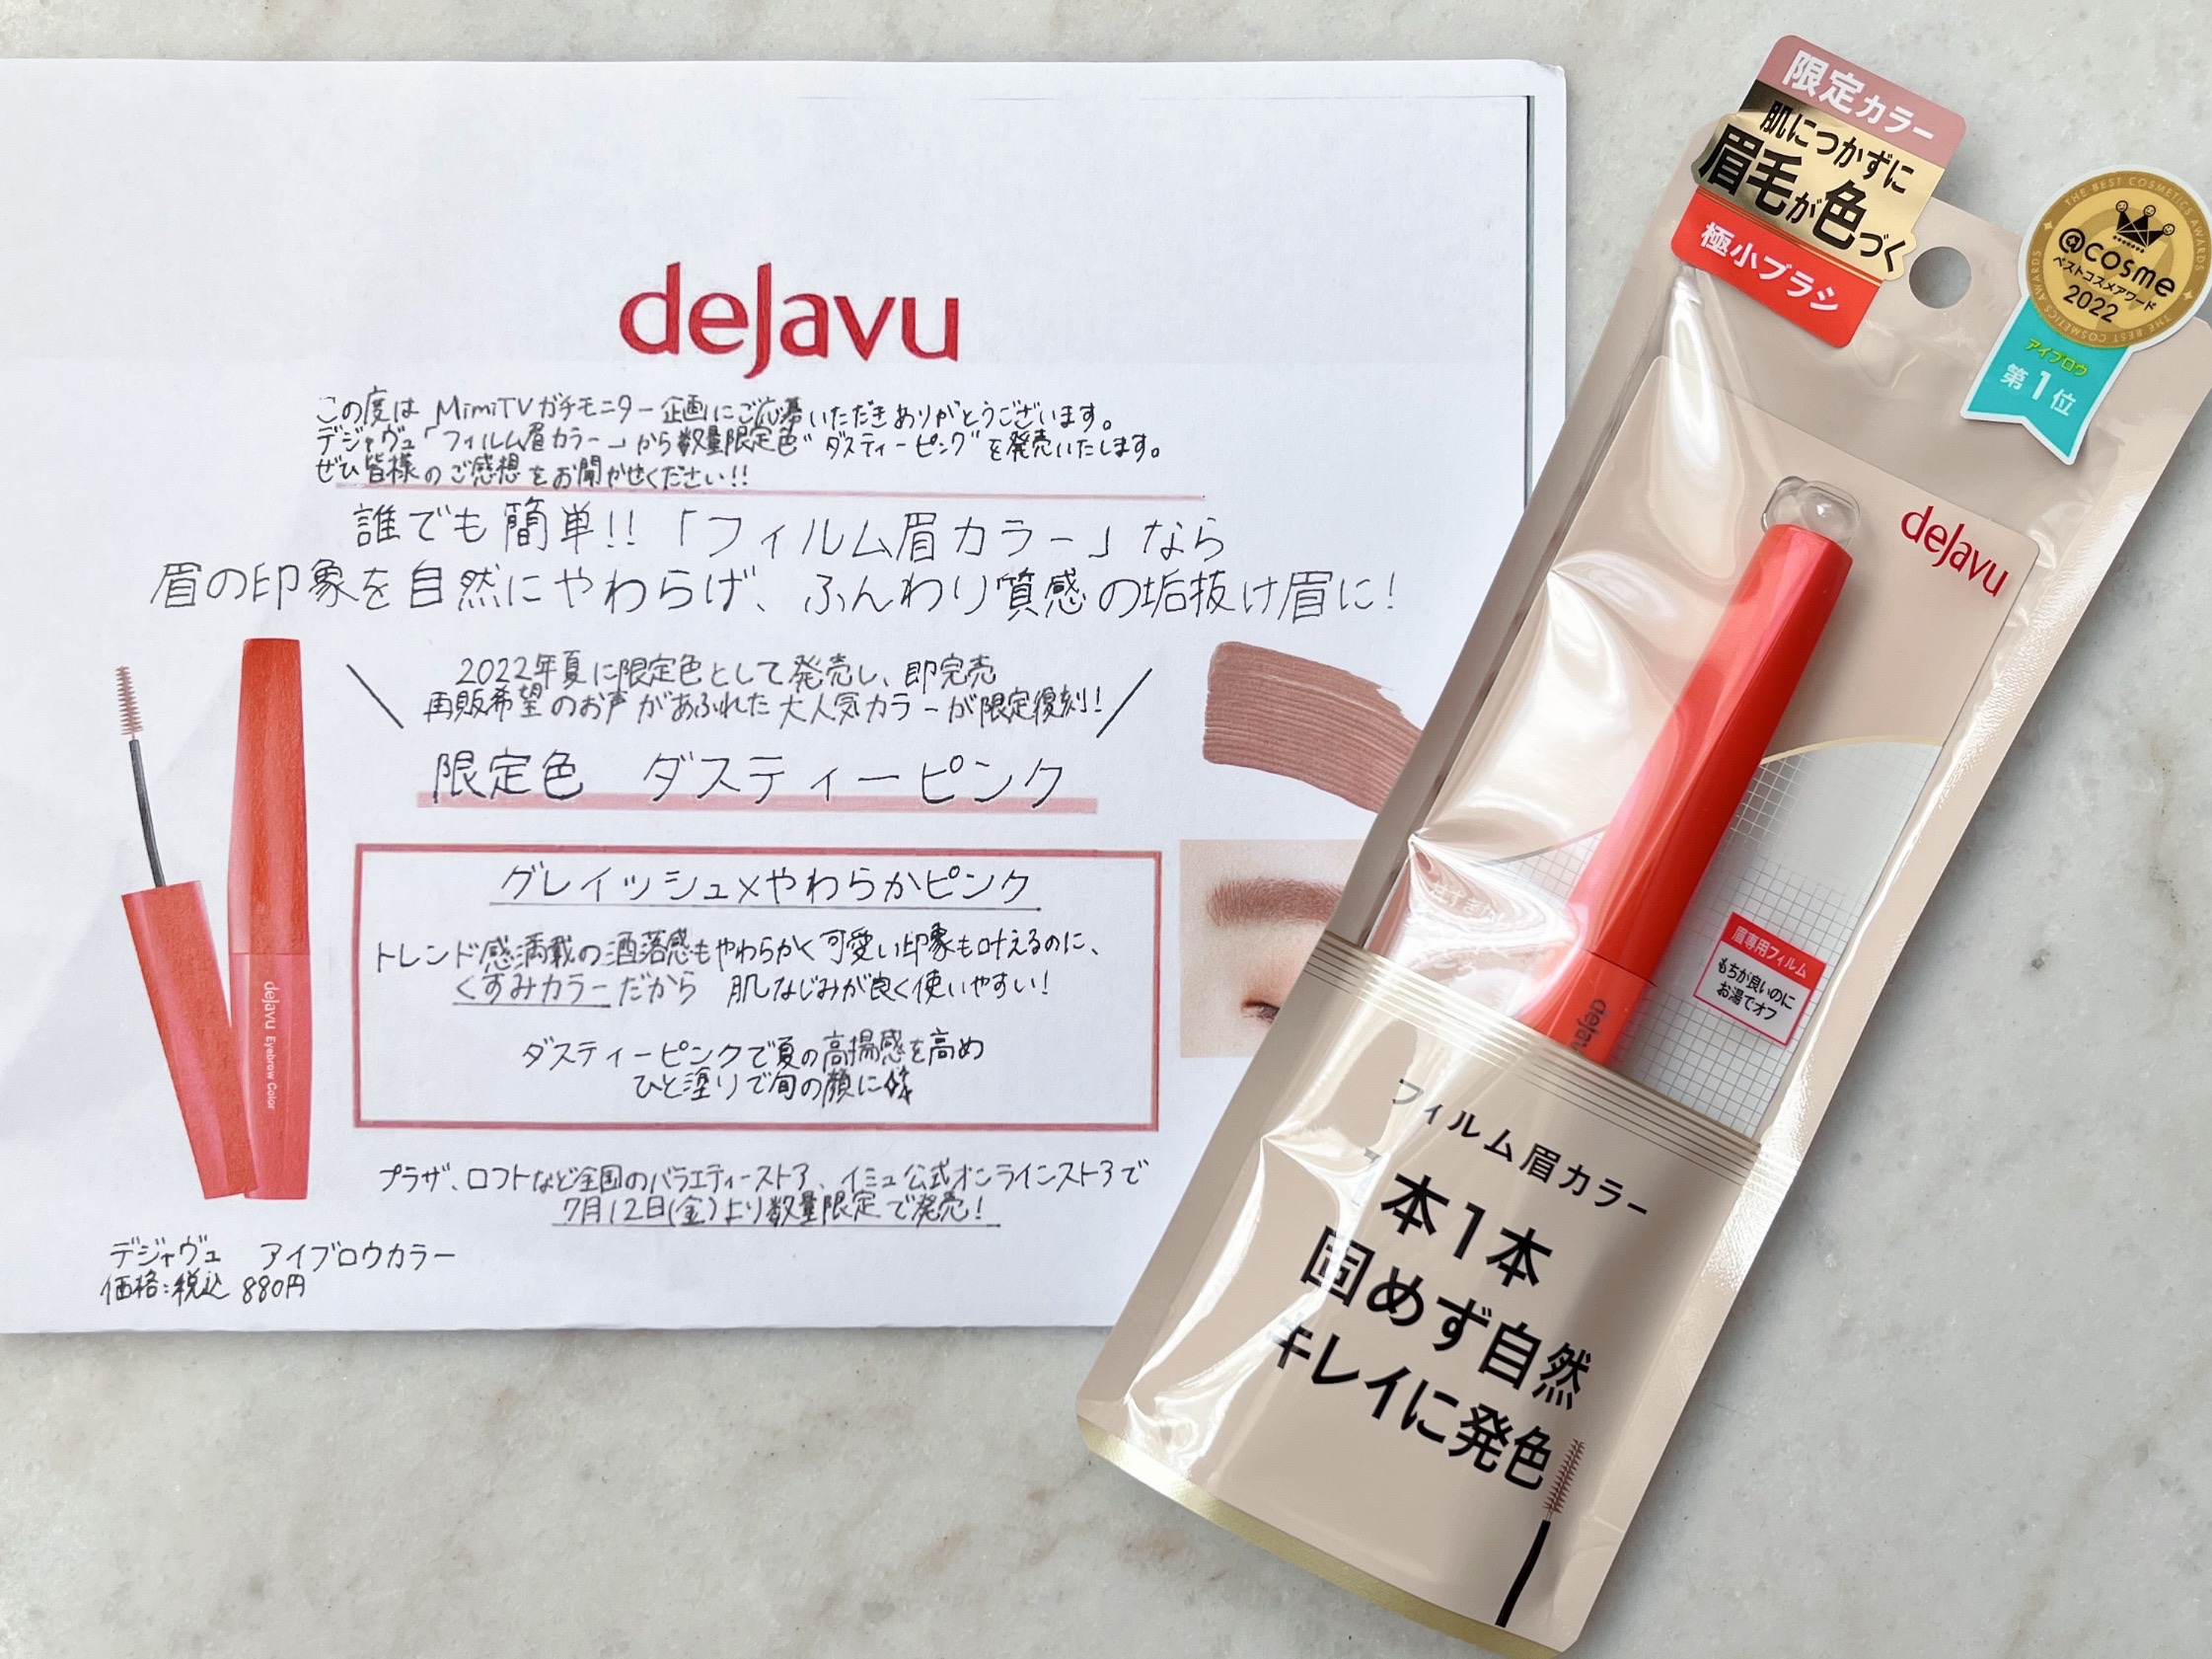 deJavu
この度は MimiTVガチモニター企画にご応募いただきありがとうございます。
デジャヴュ「フィルム眉カラー」から数量限定色"ダスティーピンク"を発売いたします。
ぜひ皆様のご感想をお聞かせください!!
誰でも簡単!!「フィルム眉カラー」なら
眉の印象を自然にやわらげ、ふんわり質感の垢抜け眉に!
2022年夏に限定色として発売し、即完売
再販希望のお声があふれた大人気カラーが限定復刻!
限定色 ダスティーピンク
グレイッシュ×やわらかピンク
トレンド感満載の洒落感もやわらかく可愛い印象も叶えるのに、
くすみカラーだから 肌なじみが良く使いやすい!
ダスティーピンクで夏の高揚感を高め
ひと塗りで旬の顔に
プラザ、ロフトなど全国のバラエティーストア、イミュ公式オンラインストアで
7月12日(金)より数量限定で発売!
デジャヴュ アイブロウカラー
価格:税込 880円
deJavu Eyebrow Color
限定カラー
肌につかずに
眉毛が色づく
極小ブラシ
THE BEST COSMETICS AWARDS
@cosme
ベストコスメアワード
2022
THE BEST COSMETICS AWARDS
アイブロウ
第1位
deJavu
眉専用フィルム
もちが良いのに
お湯でオフ
deJavu
フィルム眉カラー
本1本
固めず自然
キレイに発色